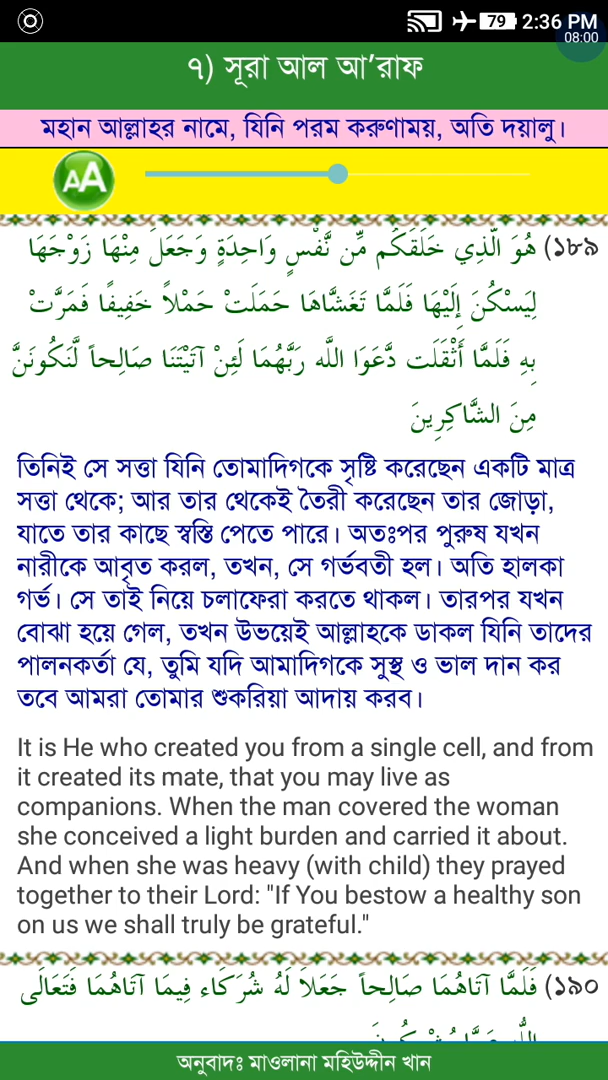 79 2:36 PM
08:00
৭) সূরা আল আ’রাফ
মহান আল্লাহর নামে, যিনি পরম করুণাময়, অতি দয়ালু।
AA
(১৮৯ هُوَ الَّذِي خَلَقَكُم مِّن نَّفْسٍ وَاحِدَةٍ وَجَعَلَ مِنْهَا زَوْجَهَا
لِيَسْكُنَ إِلَيْهَا فَلَمَّا تَغَشَّاهَا حَمَلَتْ حَمْلاً خَفِيفًا فَمَرَّتْ
بِهِ فَلَمَّا أَثْقَلَت دَّعَوَا اللّه رَبَّهُمَا لَئِنْ آتَيْتَنَا صَالِحاً لَّنَكُونَنَّ
مِنَ الشَّاكِرِينَ
তিনিই সে সত্তা যিনি তোমাদিগকে সৃষ্টি করেছেন একটি মাত্র
সত্তা থেকে; আর তার থেকেই তৈরী করেছেন তার জোড়া,
যাতে তার কাছে স্বস্তি পেতে পারে। অতঃপর পুরুষ যখন
নারীকে আবৃত করল, তখন, সে গর্ভবতী হল। অতি হালকা
গর্ভ। সে তাই নিয়ে চলাফেরা করতে থাকল। তারপর যখন
বোঝা হয়ে গেল, তখন উভয়েই আল্লাহকে ডাকল যিনি তাদের
পালনকর্তা যে, তুমি যদি আমাদিগকে সুস্থ ও ভাল দান কর
তবে আমরা তোমার শুকরিয়া আদায় করব।
It is He who created you from a single cell, and from
it created its mate, that you may live as
companions. When the man covered the woman
she conceived a light burden and carried it about.
And when she was heavy (with child) they prayed
together to their Lord: "If You bestow a healthy son
on us we shall truly be grateful."
(১৯০ فَلَمَّا آتَاهُمَا صَالِحاً جَعَلاَ لَهُ شُرَكَاء فِيمَا آتَاهُمَا فَتَعَالَى
অনুবাদঃ মাওলানা মহিউদ্দীন খান